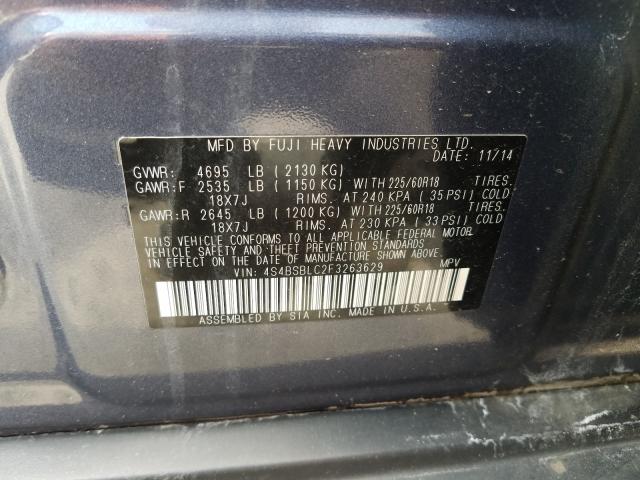 MFD BY FUJI HEAVY INDUSTRIES LTD.
DATE: 11/14
GVWR: 4695 LB ( 2130 KG)
GAWR:F 2535 LB ( 1150 KG) WITH 225/60R18 TIRES.
18X7J RIMS. AT 240 KPA ( 35 PSI) COLD
GAWR:R 2645 LB ( 1200 KG) WITH 225/60R18 TIRES.
18X7J RIMS. AT 230 KPA ( 33 PSI) COLD
THIS VEHICLE CONFORMS TO ALL APPLICABLE FEDERAL MOTOR
VEHICLE SAFETY AND THEFT PREVENTION STANDARDS
IN EFFECT ON THE DATE OF MANUFACTURE SHOWN ABOVE.
VIN: 4S4BSBLC2F3263629 MPV
ASSEMBLED BY SIA INC. MADE IN U.S.A.